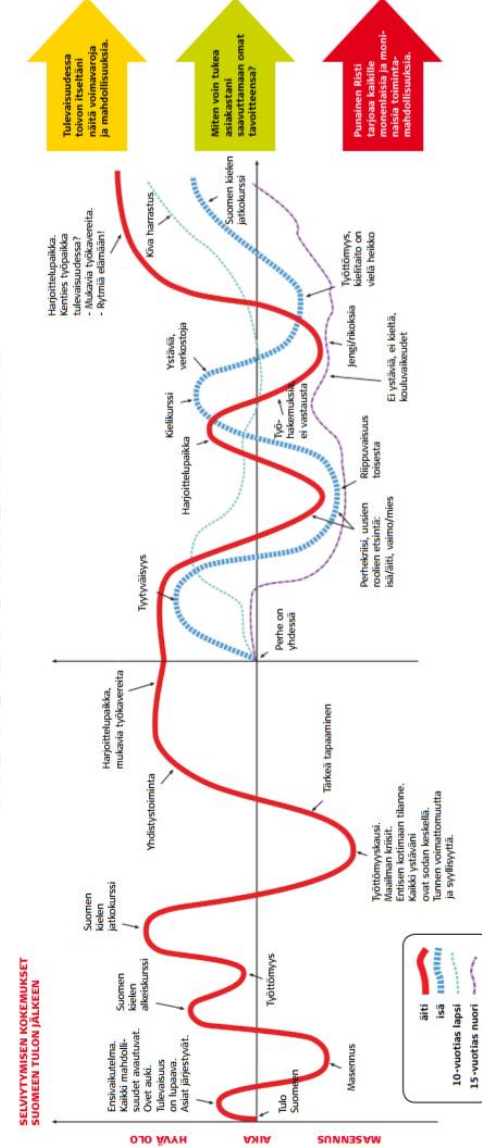 SELVIYTYMISEN KOKEMUKSET
SUOMEEN TULON JÄLKEEN
HYVÄ OLO
AIKA
MASENNUS
Ensivaikutelma.
Kaikki mahdolli-
suudet avautuvat.
Ovet auki.
Tulevaisuus
on lupaava.
Asiat järjestyvät.
Tulo
Suomeen
Masennus
Suomen
kielen
alkeiskurssi
Työttömyys
Suomen
kielen
jatkokurssi
Työttömyyskausi.
Maailman kriisit.
Entisen kotimaan tilanne.
Kaikki ystäväni
ovat sodan keskellä.
Tunnen voimattomuutta
ja syyllisyyttä.
Tärkeä tapaaminen
Yhdistystoiminta
Harjoittelupaikka,
mukavia työkavereita
Perhe on
yhdessä
Tyytyväisyys
Perhekriisi, uusien
roolien etsintä:
isä/äiti, vaimo/mies
Riippuvaisuus
toisesta
Harjoittelupaikka
Kielikurssi
Työ-
hakemuksia,
ei vastausta
Ystäviä,
verkostoja
Ei ystäviä, ei kieltä,
kouluvaikeudet
Jengi/rikoksia
Työttömyys,
kielitaito on
vielä heikko
Harjoittelupaikka.
Kenties työpaikka
tulevaisuudessa?
- Mukavia työkavereita.
- Rytmiä elämään!
Kiva harrastus
Suomen kielen
jatkokurssi
Tulevaisuudessa
toivon itseltäni
näitä voimavaroja
ja mahdollisuuksia.
Miten voin tukea
asiakastani
saavuttamaan omat
tavoitteensa?
Punainen Risti
tarjoaa kaikille
monenlaisia ja moni-
naisia toiminta-
mahdollisuuksia.
äiti
isä
10-vuotias lapsi
15-vuotias nuori